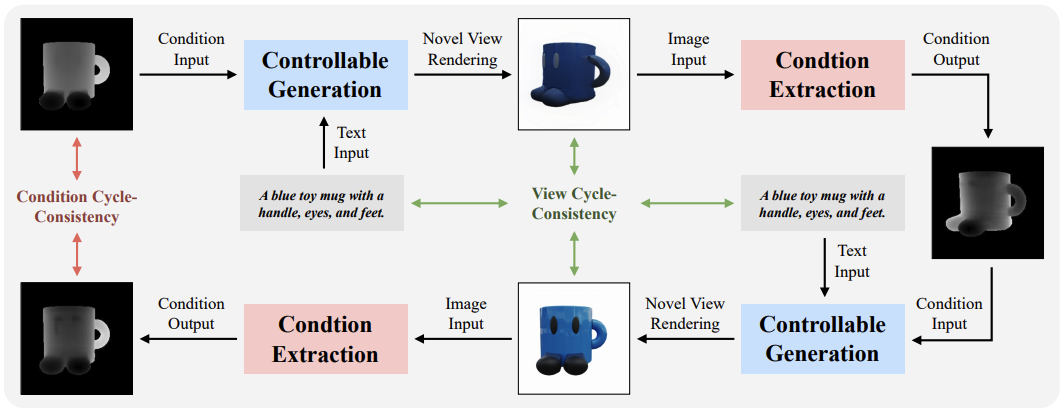 Condition
Input
Controllable
Generation
Novel View
Rendering
Image
Input
Condtion
Extraction
Condition
Output
Text
Input
Condition Cycle-
Consistency
A blue toy mug with a
handle, eyes, and feet.
View Cycle-
Consistency
A blue toy mug with a
handle, eyes, and feet.
Text
Input
Condition
Output
Condtion
Extraction
Image
Input
Novel View
Rendering
Controllable
Generation
Condition
Input